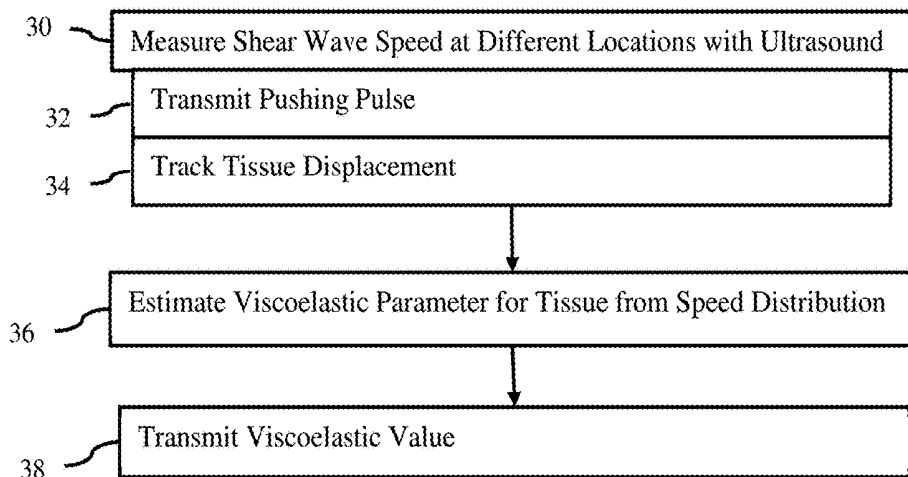 30
Measure Shear Wave Speed at Different Locations with Ultrasound
32
Transmit Pushing Pulse
34
Track Tissue Displacement
36
Estimate Viscoelastic Parameter for Tissue from Speed Distribution
38
Transmit Viscoelastic Value